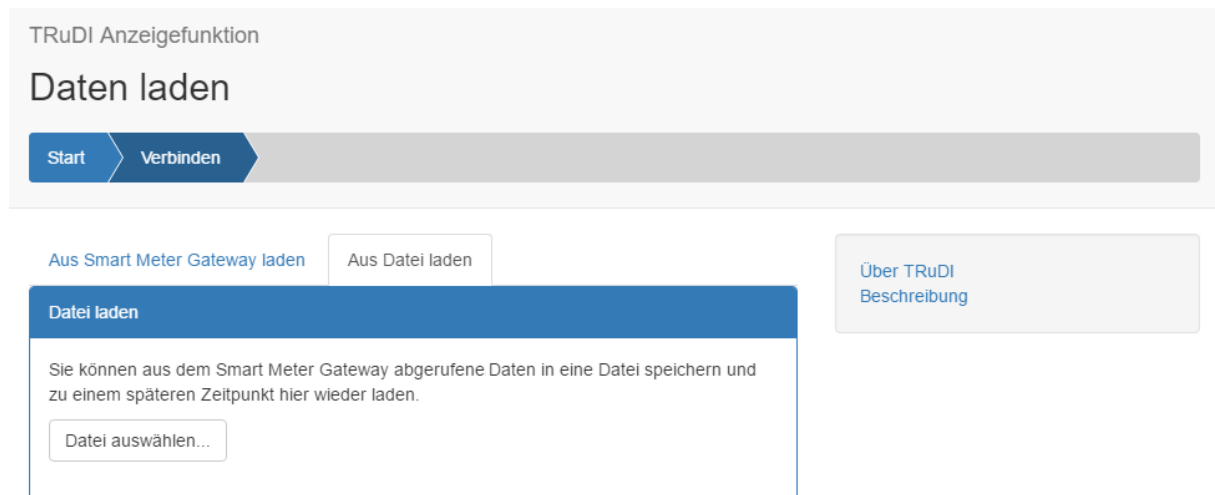 TRuDI Anzeigefunktion
Daten laden
Start Verbinden
Aus Smart Meter Gateway laden Aus Datei laden
Datei laden
Sie können aus dem Smart Meter Gateway abgerufene Daten in eine Datei speichern und
zu einem späteren Zeitpunkt hier wieder laden.
Datei auswählen...
Über TRuDI
Beschreibung